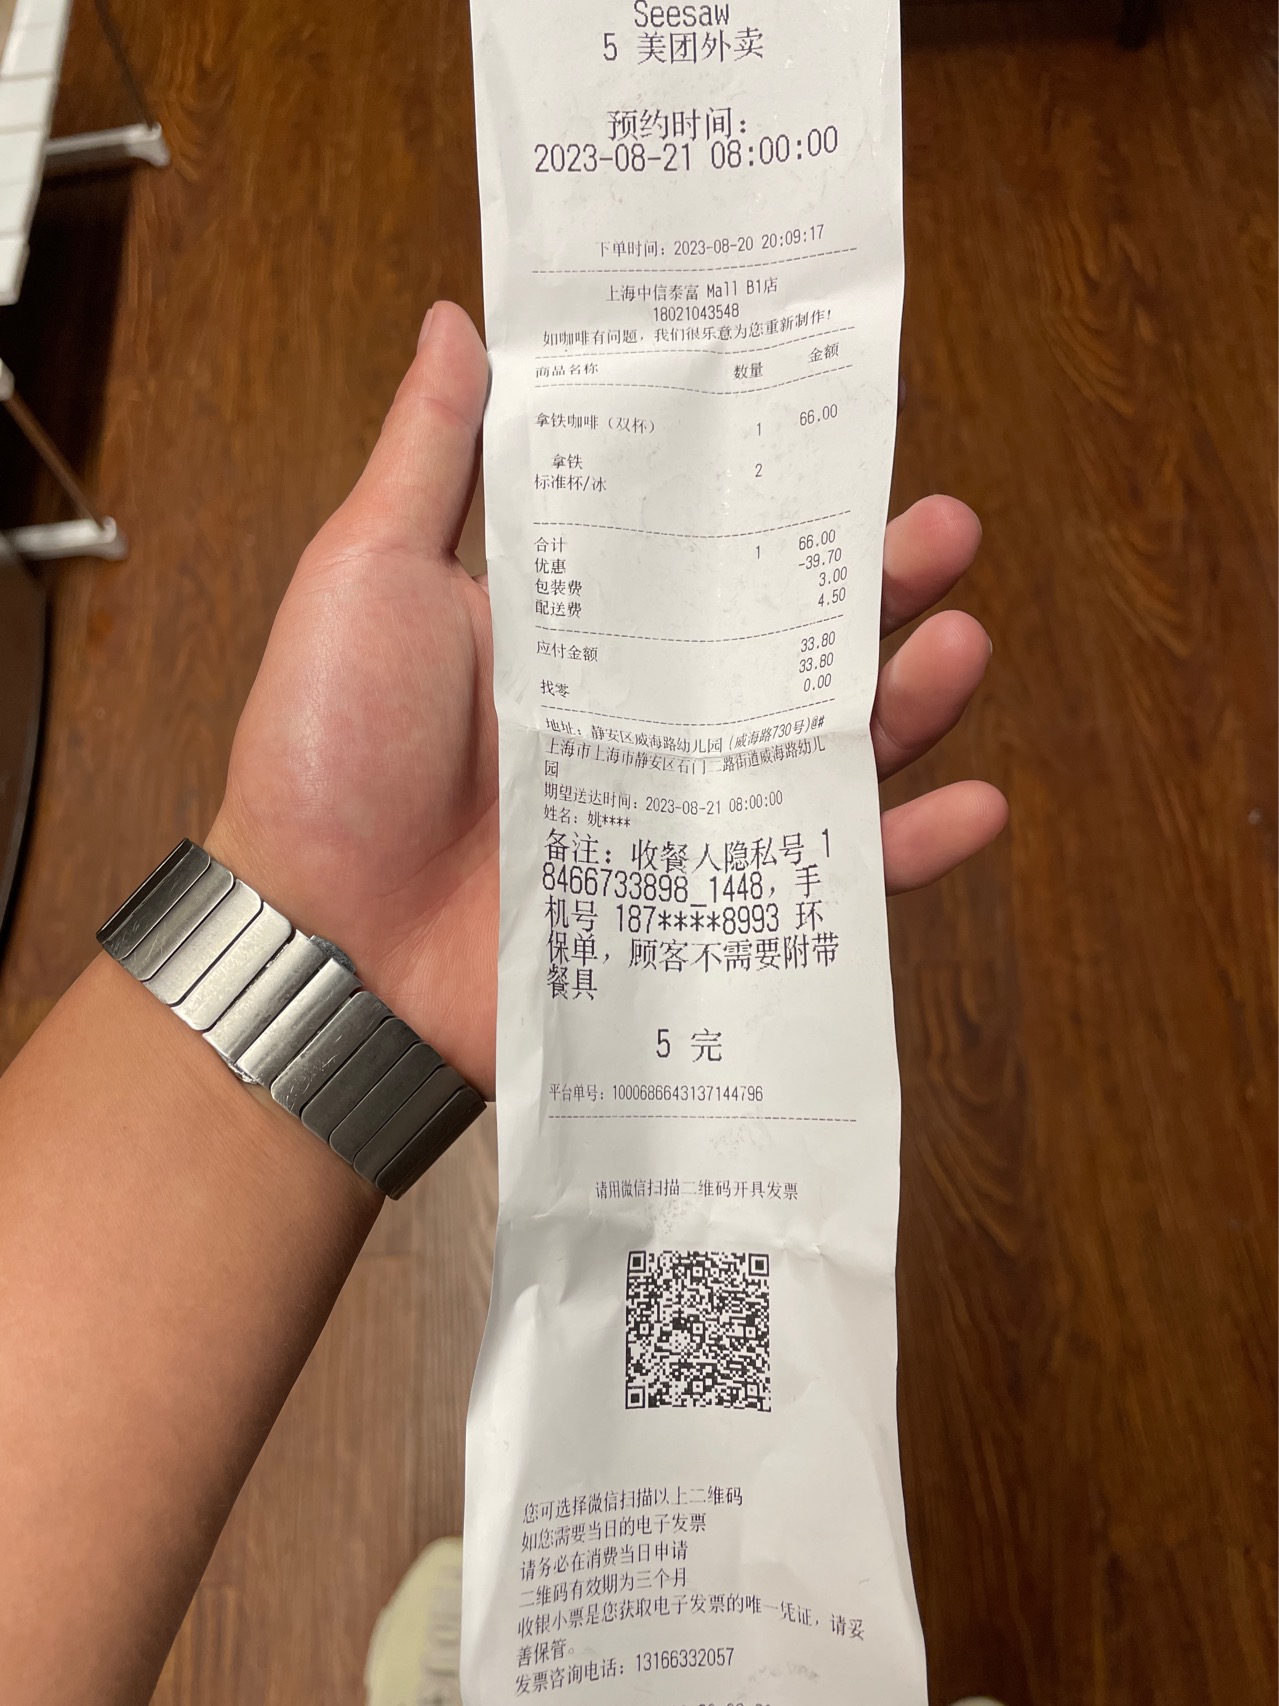 Seesaw
5 美团外卖
预约时间：
2023-08-21 08:00:00
下单时间：2023-08-20 20:09:17
上海中信泰富 Mall B1店
18021043548
如咖啡有问题，我们很乐意为您重新制作！
商品名称 数量 金额
拿铁咖啡（双杯） 1 66.00
拿铁 2
标准杯/冰
合计 1 66.00
优惠 -39.70
包装费 3.00
配送费 4.50
应付金额 33.80
33.80
找零 0.00
地址：静安区威海路幼儿园 (威海路730号)@#
上海市上海市静安区石门二路街道威海路幼儿
园
期望送达时间：2023-08-21 08:00:00
姓名：姚****
备注：收餐人隐私号 1
8466733898_1448，手
机号 187****8993 环
保单，顾客不需要附带
餐具
5 完
平台单号：1000686643137144796
请用微信扫描二维码开具发票
您可选择微信扫描以上二维码
如您需要当日的电子发票
请务必在消费当日申请
二维码有效期为三个月
收银小票是您获取电子发票的唯一凭证，请妥
善保管。
发票咨询电话：13166332057